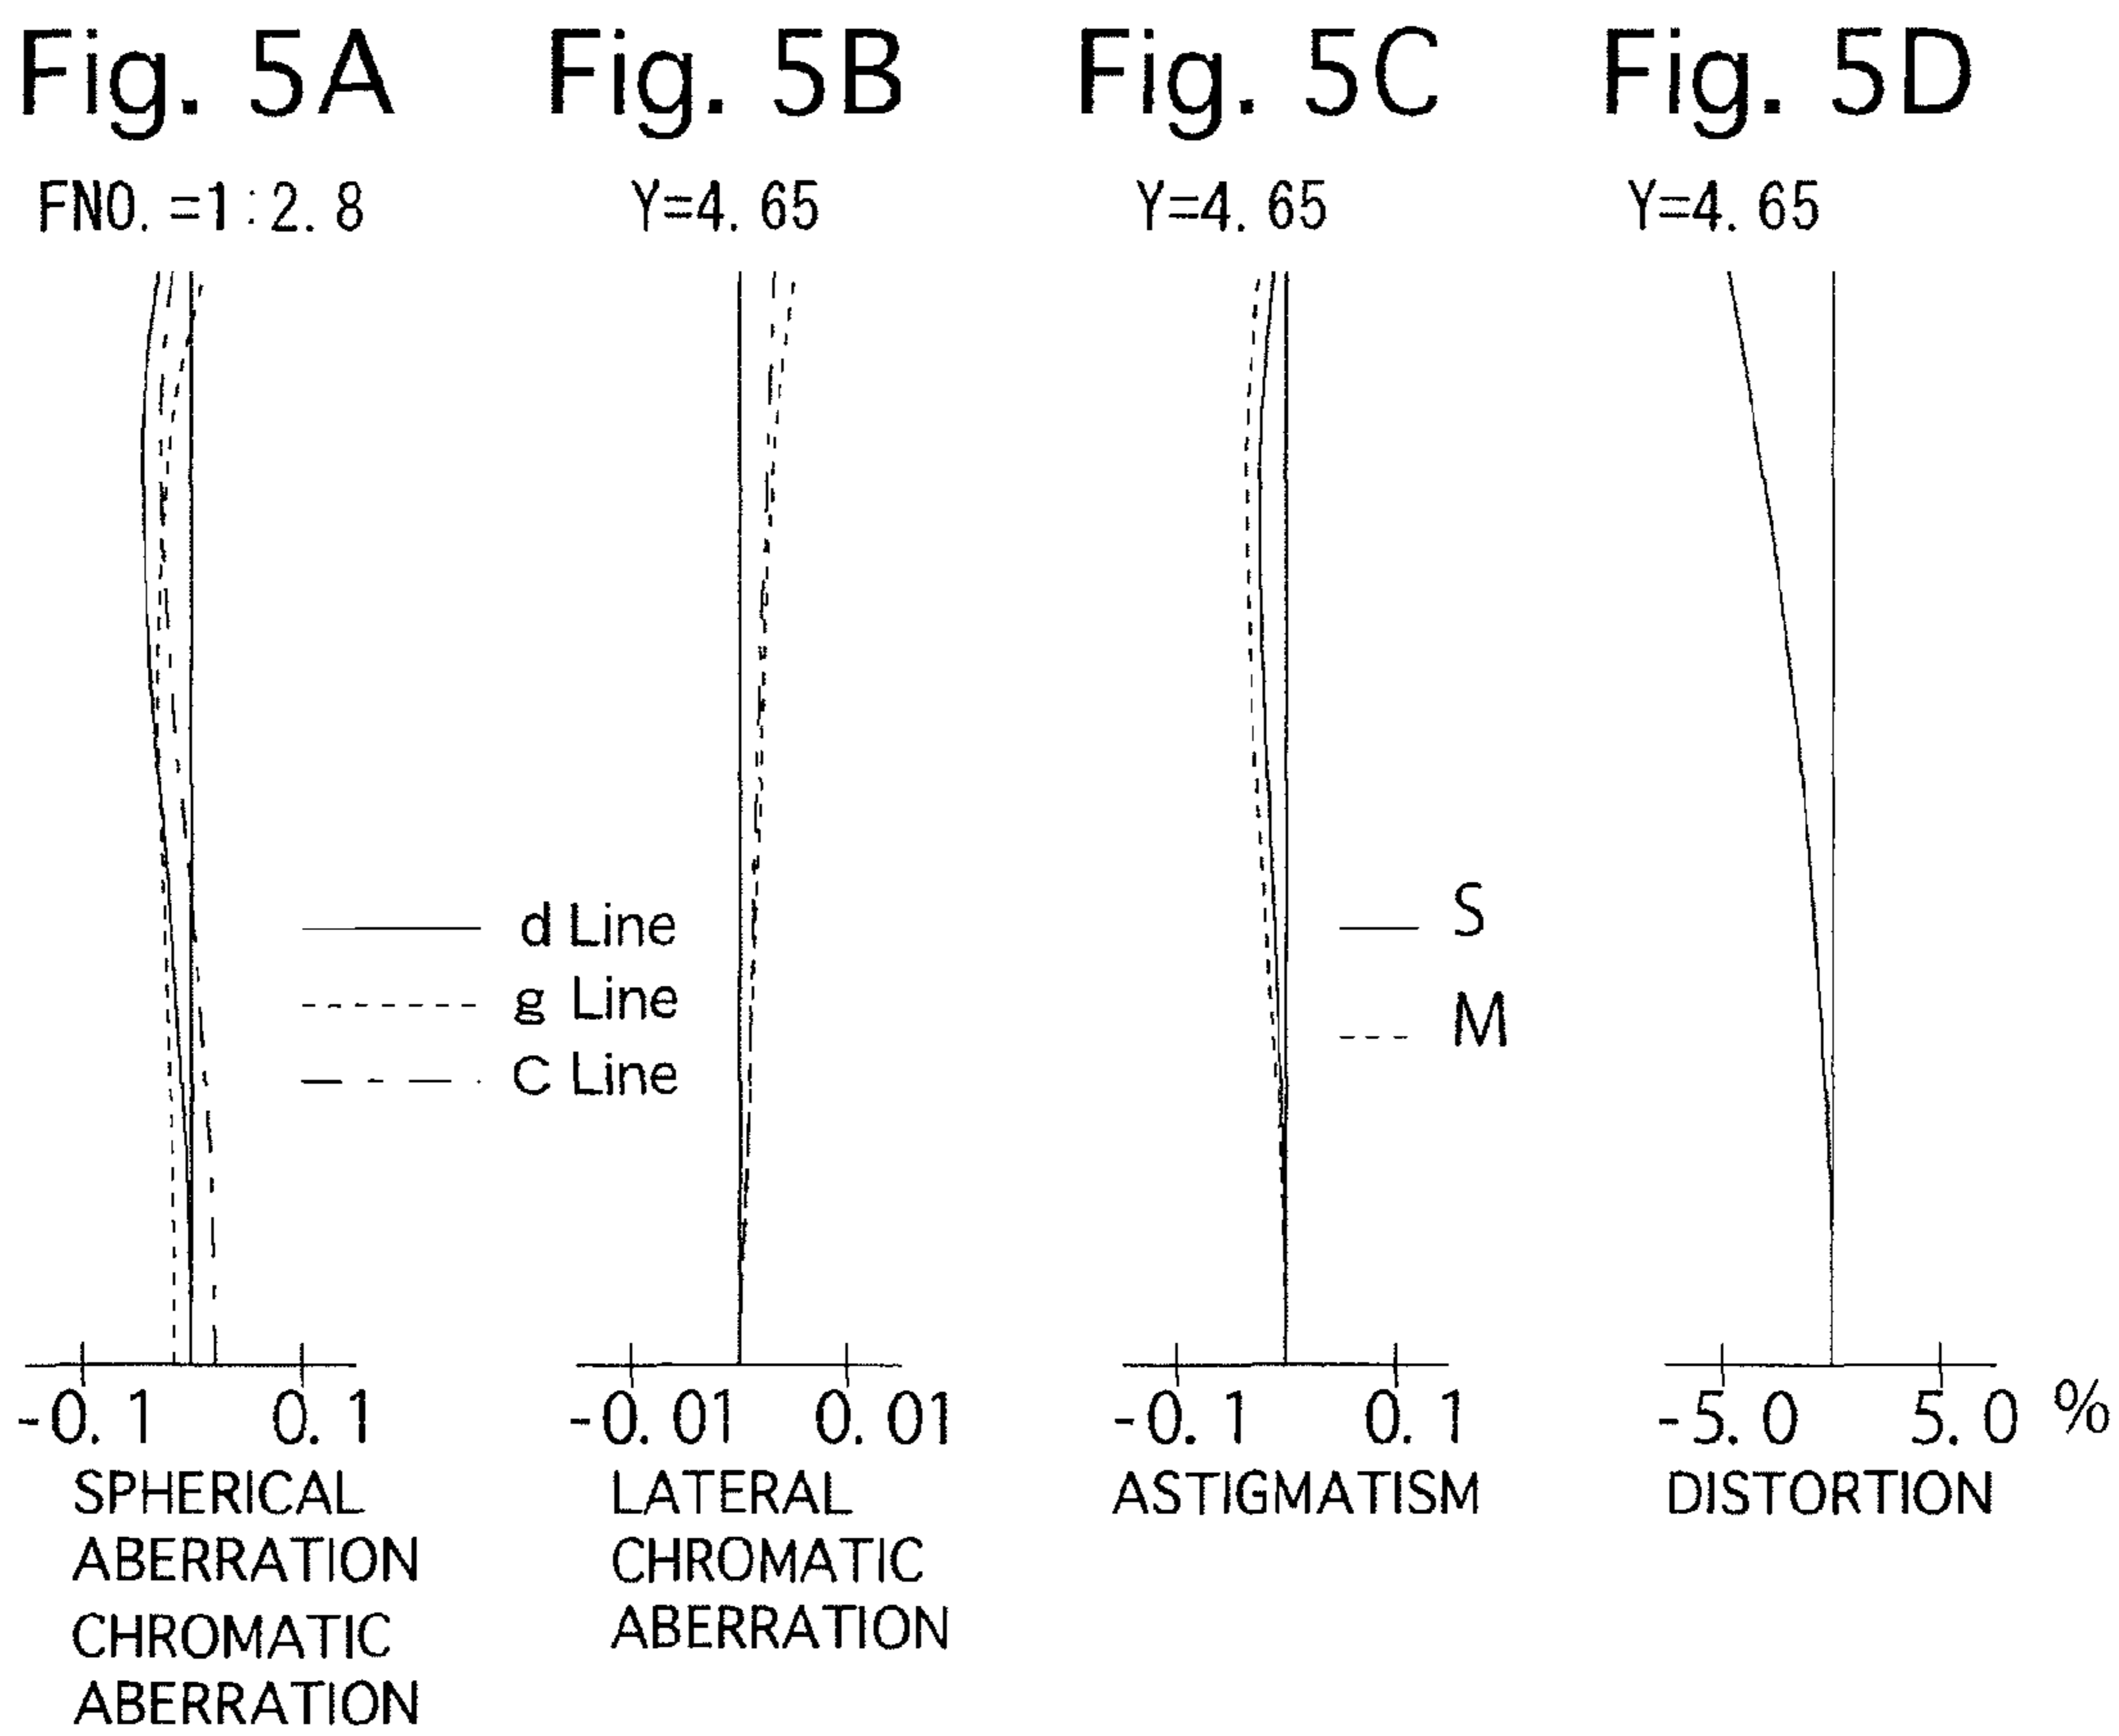 Fig. 5A
FNO. =1:2. 8
-0. 1
0. 1
SPHERICAL
ABERRATION
CHROMATIC
ABERRATION
d Line
g Line
C Line
Fig. 5B
Y=4. 65
-0. 01
0. 01
LATERAL
CHROMATIC
ABERRATION
Fig. 5C
Y=4. 65
S
M
-0. 1
0. 1
ASTIGMATISM
Fig. 5D
Y=4. 65
-5. 0
5. 0 %
DISTORTION